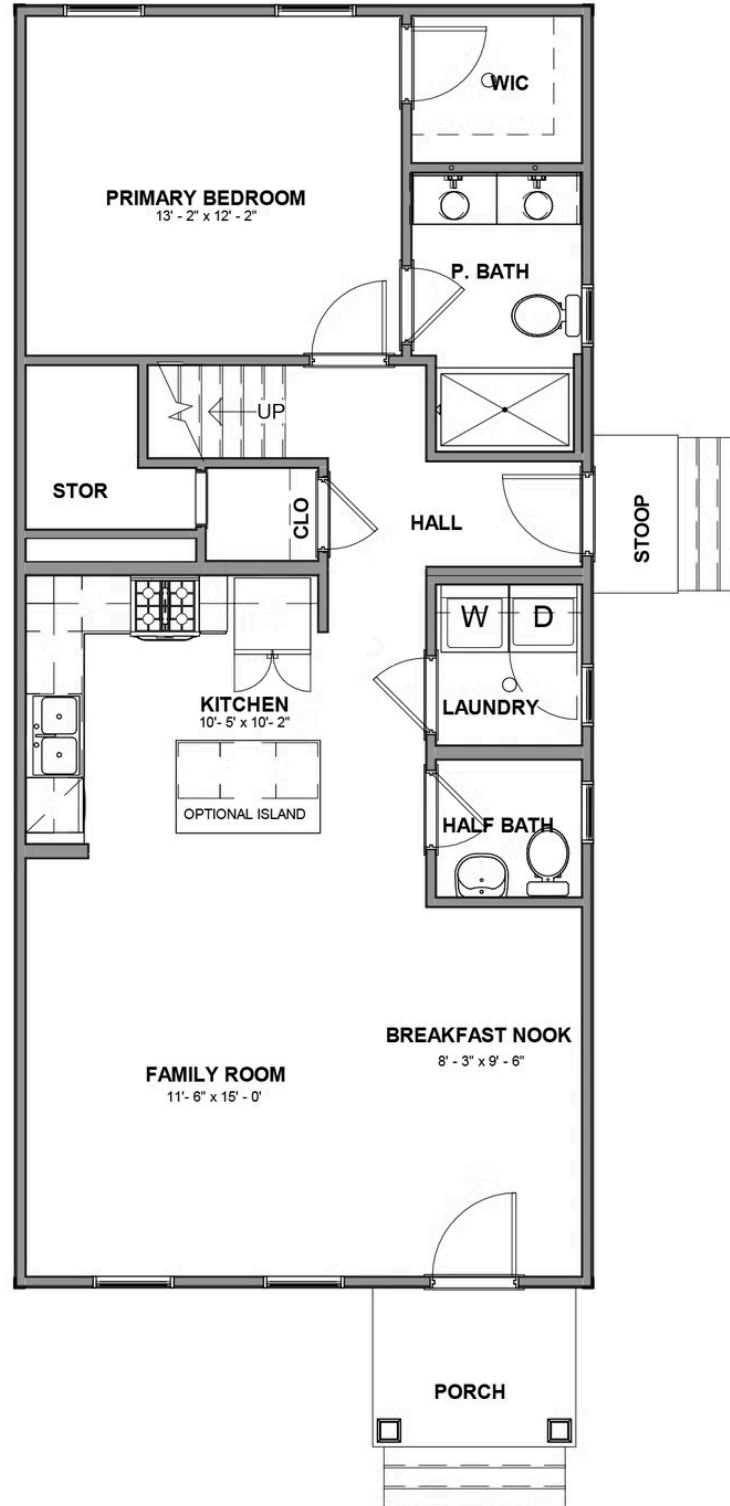 WIC
PRIMARY BEDROOM
13' - 2" x 12' - 2"
P. BATH
UP
STOR
CLO
HALL
STOOP
W
D
KITCHEN
10'- 5' x 10'- 2"
LAUNDRY
OPTIONAL ISLAND
HALF BATH
BREAKFAST NOOK
8' - 3" x 9' - 6"
FAMILY ROOM
11'- 6" x 15' - 0'
PORCH